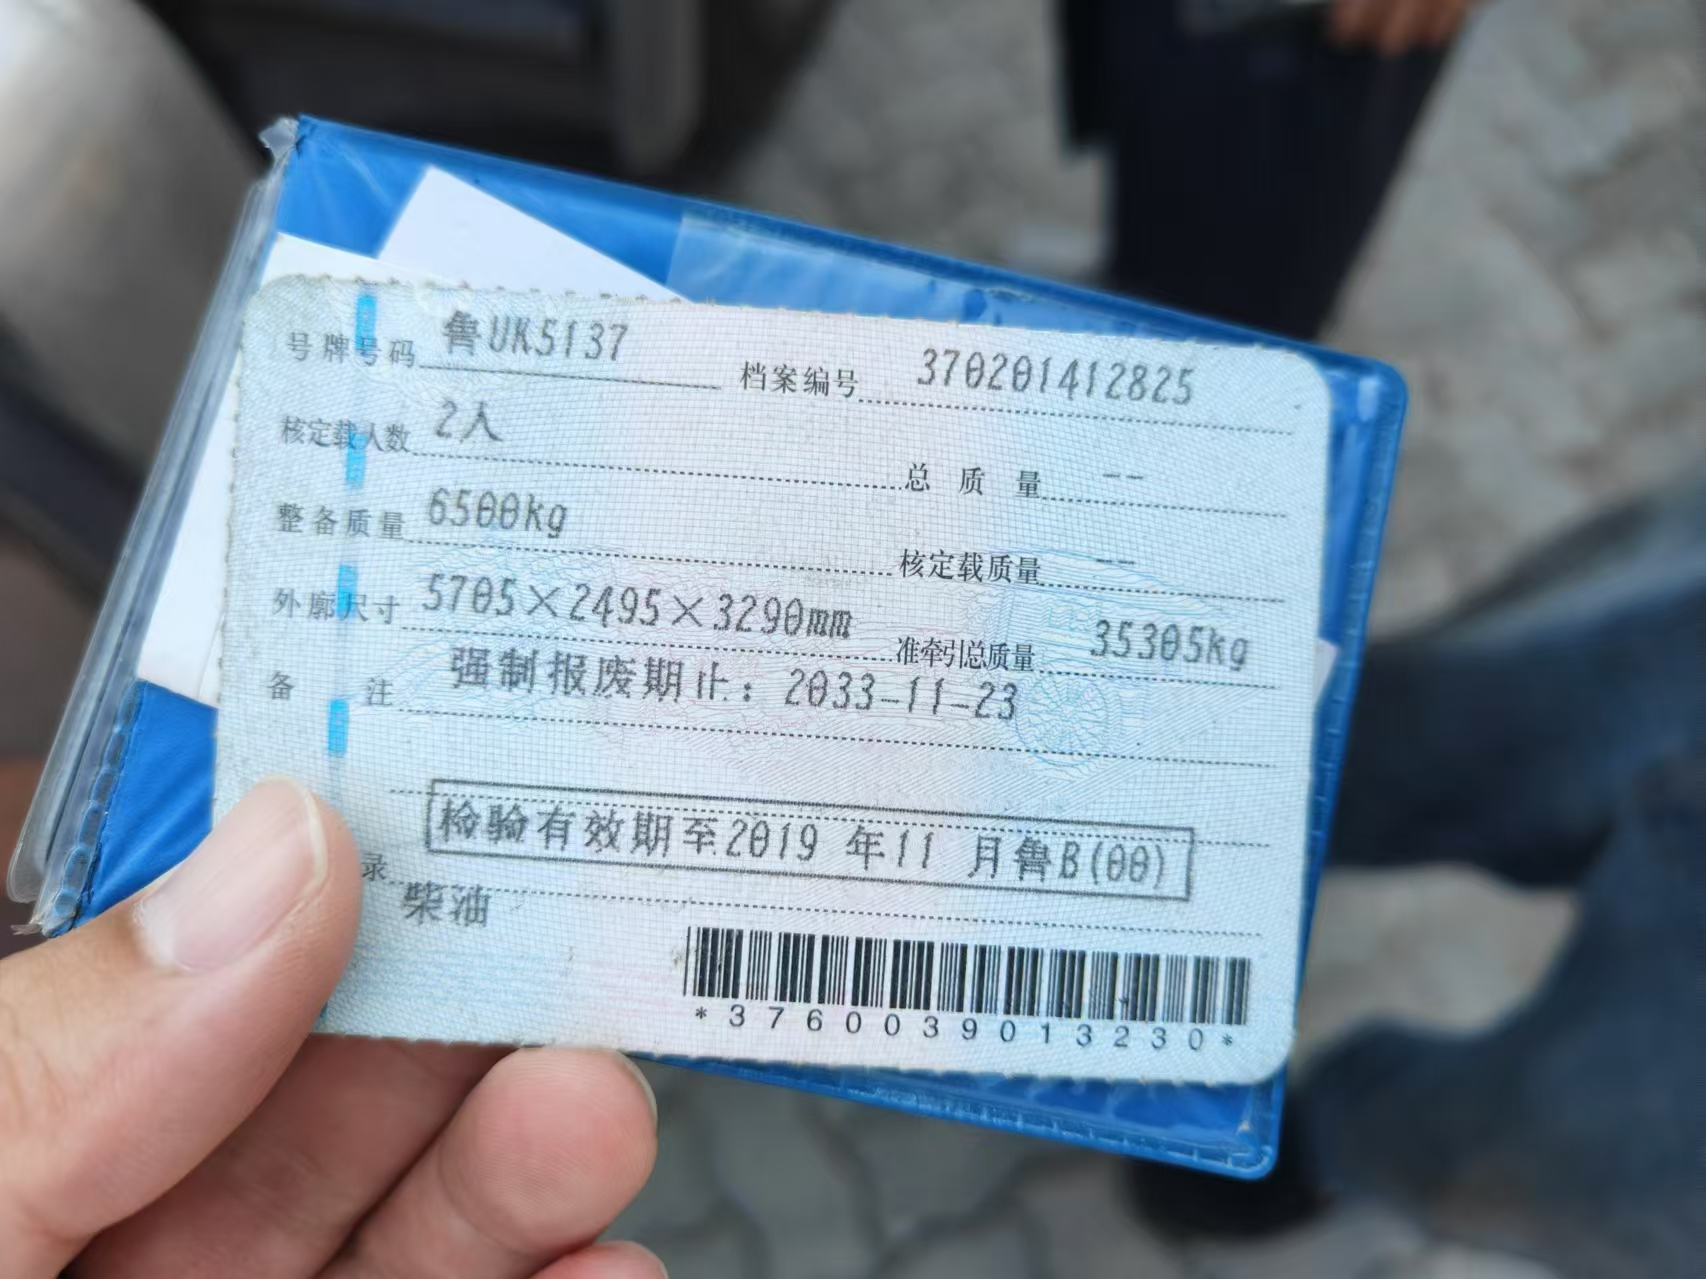 号牌号码 鲁UK5137 档案编号 370201412825
核定载人数 2人 总质量 --
整备质量 6500kg 核定载质量 --
外廓尺寸 5705×2495×3290mm 准牵引总质量 35305kg
备注 强制报废期止：2033-11-23
检验有效期至2019 年11 月鲁B(00)
录
柴油
*3760039013230*